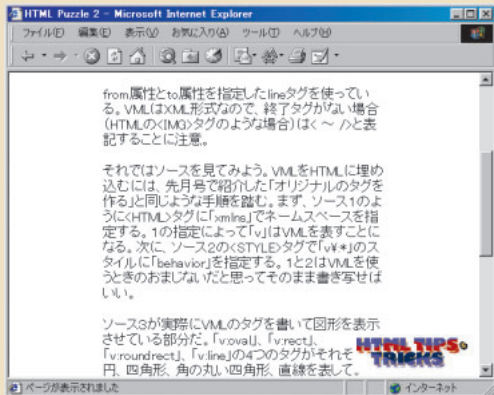 HTML Puzzle 2 - Microsoft Internet Explorer
ファイル(F) 編集(E) 表示(V) お気に入り(A) ツール(T) ヘルプ(H)
from属性とto属性を指定したlineタグを使ってい
る。VMLはXML形式なので、終了タグがない場合
(HTMLの<IMG>タグのような場合)は< ～ />と表
記することに注意。
それではソースを見てみよう。VMLをHTMLに埋め
込むには、先月号で紹介した「オリジナルのタグを
作る」と同じような手順を踏む。まず、ソース1のよ
うに<HTML>タグに「xmlns」でネームスペースを指
定する。1の指定によって「v」はVMLを表すことに
なる。次に、ソース2の<STYLE>タグで「v¥:*」のス
タイルに「behavior」を指定する。1と2はVMLを使
うときのおまじないだと思ってそのまま書き写せば
いい。
ソース3が実際にVMLのタグを書いて図形を表示
させている部分だ。「v:oval」、「v:rect」、
「v:roundrect」、「v:line」の4つのタグがそれぞ
円、四角形、角の丸い四角形、直線を表して。
HTML TIPS
TRICKS
ページが表示されました
インターネット